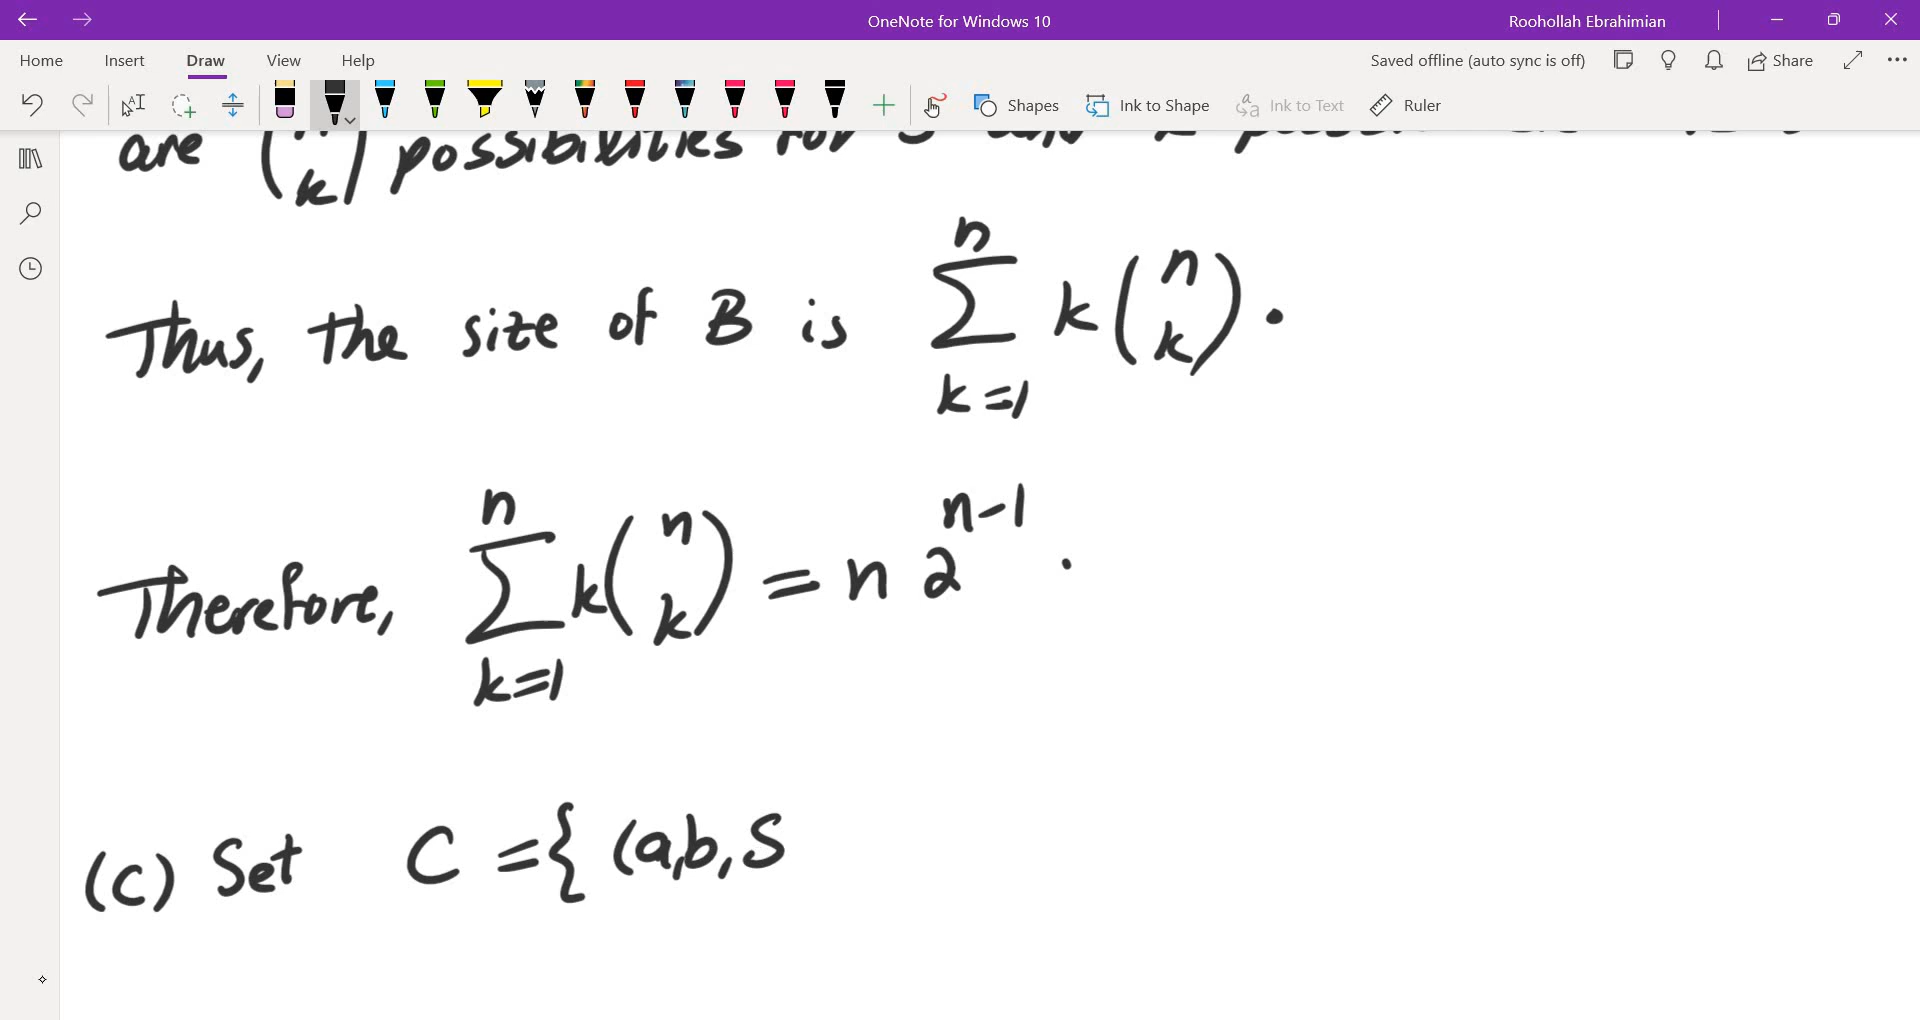 OneNote for Windows 10
Roohollah Ebrahimian
Home Insert Draw View Help
Saved offline (auto sync is off) Share
Shapes Ink to Shape Ink to Text Ruler
are (n k) possibilities for S and
Thus, the size of B is ∑_{k=1}^{n} k (n k).
Therefore, ∑_{k=1}^{n} k (n k) = n 2^{n-1}.
(C) Set C = { (a,b,S